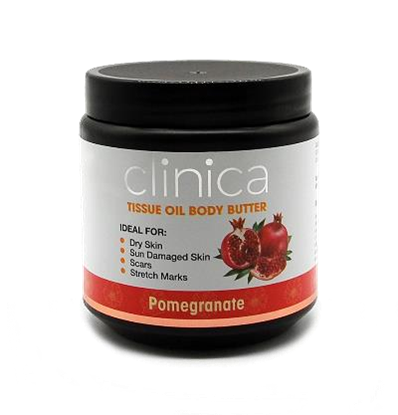 clinica
TISSUE OIL BODY BUTTER
IDEAL FOR:
Dry Skin
Sun Damaged Skin
Scars
Stretch Marks
Pomegranate